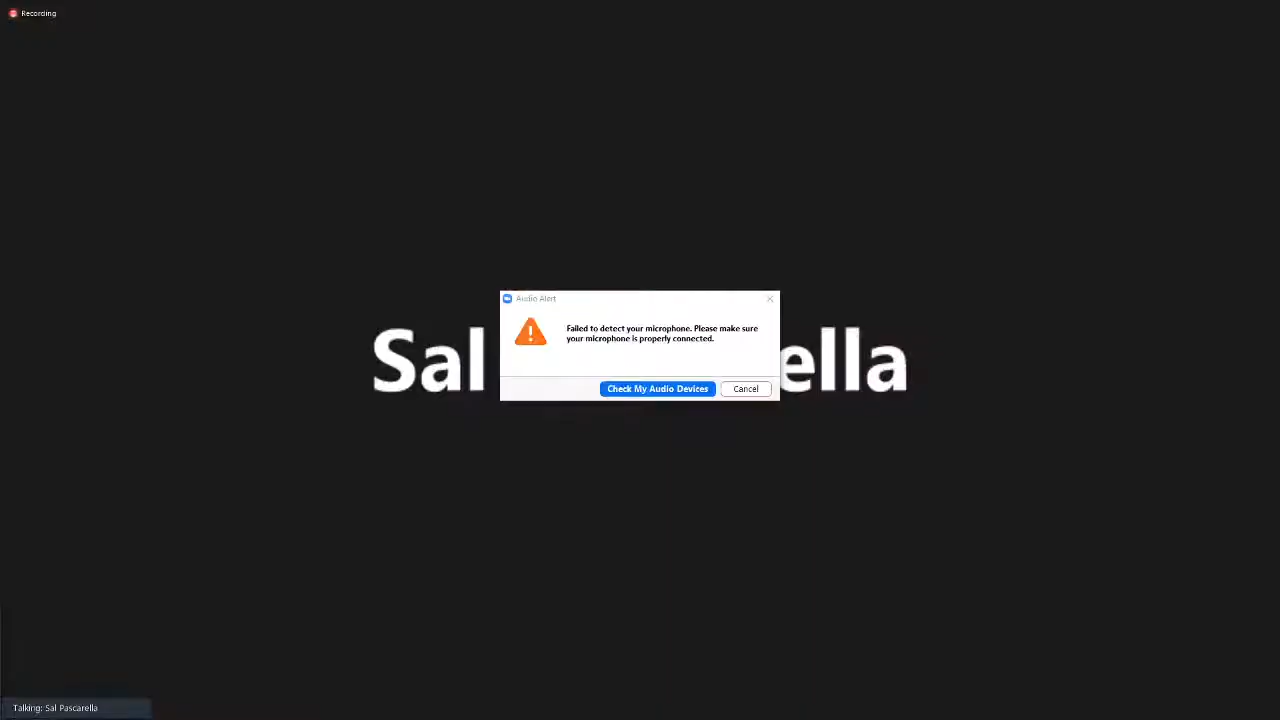 Recording
Audio Alert
Failed to detect your microphone. Please make sure
your microphone is properly connected.
Sal
ella
Check My Audio Devices
Cancel
Talking: Sal Pascarella